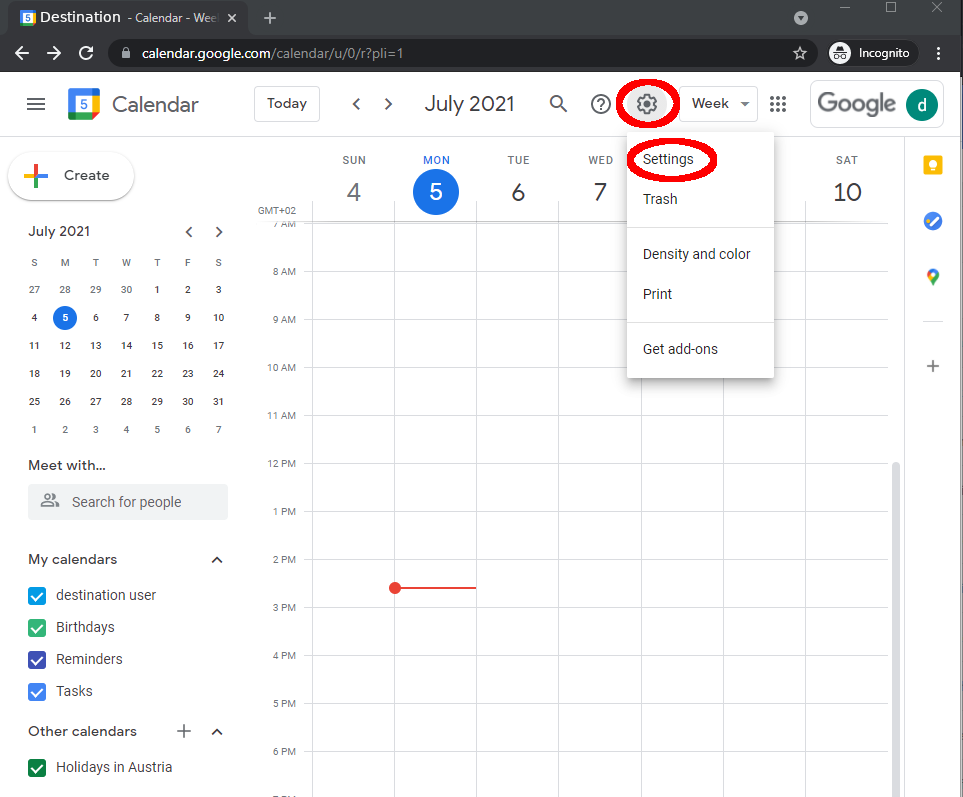 5 Destination - Calendar - Wee
calendar.google.com/calendar/u/0/r?pli=1
Incognito
5 Calendar
Today
July 2021
Week
Google
d
Create
July 2021
S M T W T F S
27 28 29 30 1 2 3
4 5 6 7 8 9 10
11 12 13 14 15 16 17
18 19 20 21 22 23 24
25 26 27 28 29 30 31
1 2 3 4 5 6 7
Meet with...
Search for people
My calendars
destination user
Birthdays
Reminders
Tasks
Other calendars
Holidays in Austria
SUN MON TUE WED SAT
4 5 6 7 10
GMT+02
7 AM
8 AM
9 AM
10 AM
11 AM
12 PM
1 PM
2 PM
3 PM
4 PM
5 PM
6 PM
Settings
Trash
Density and color
Print
Get add-ons